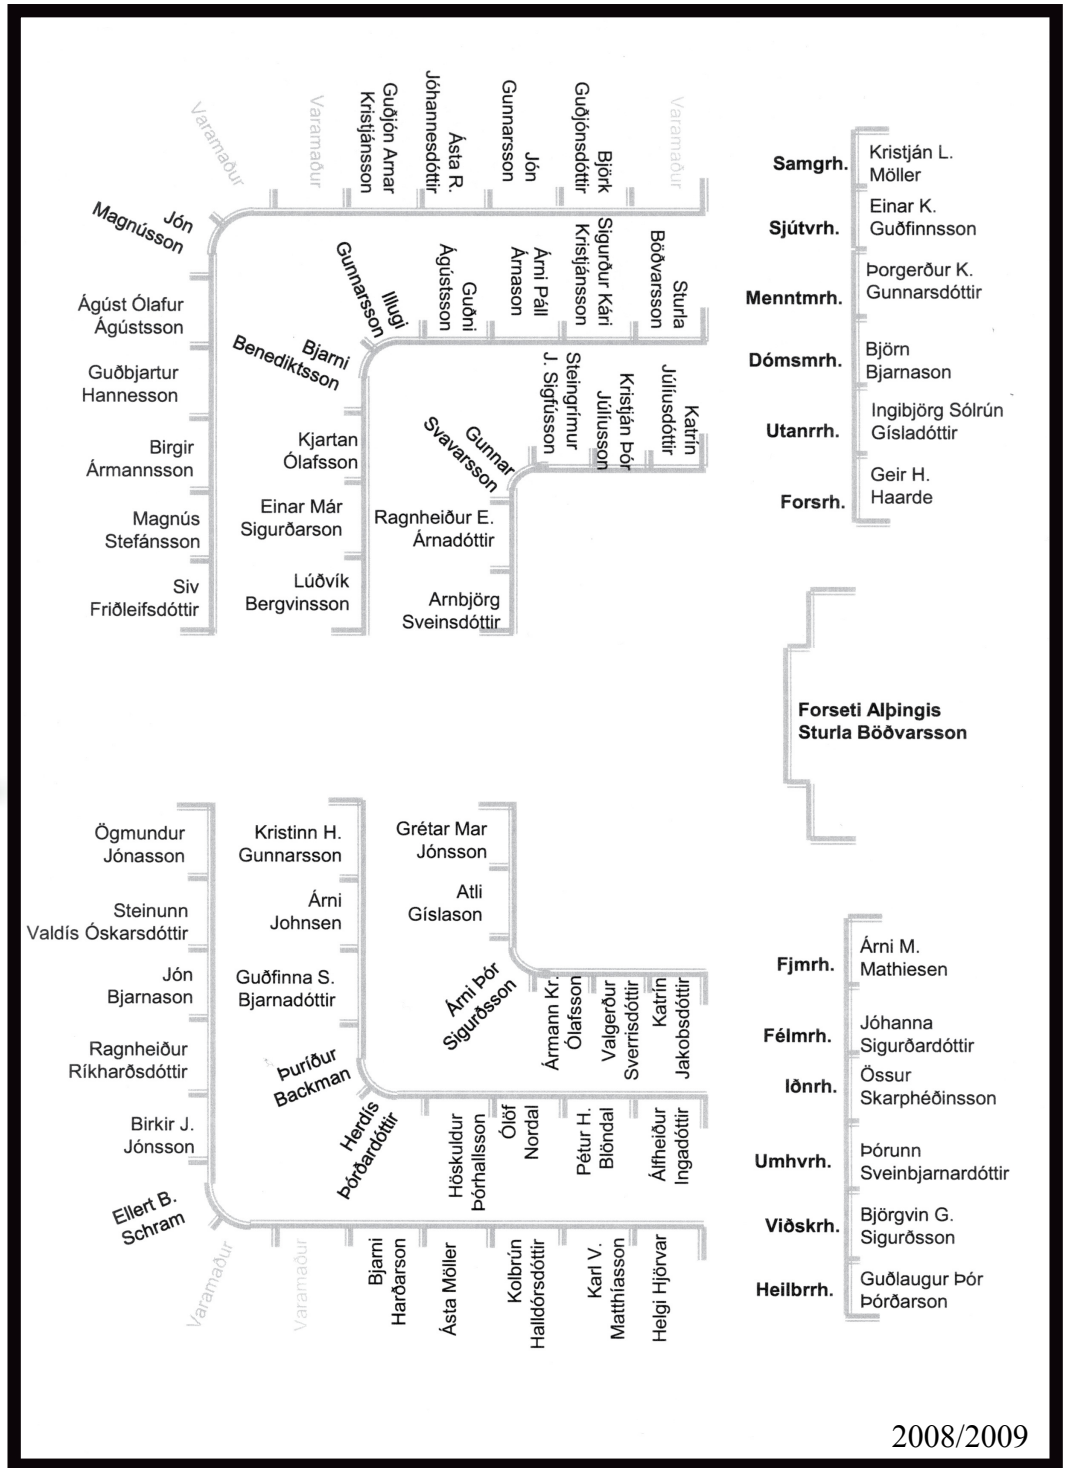 Varamaður
Varamaður
Guðjón Arnar
Kristjánsson
Ásta R.
Jóhannesdóttir
Jón
Gunnarsson
Björk
Guðjónsdóttir
Varamaður
Jón
Magnússon
Ágúst Ólafur
Ágústsson
Guðbjartur
Hannesson
Birgir
Ármannsson
Magnús
Stefánsson
Siv
Friðleifsdóttir
Illugi
Gunnarsson
Guðni
Ágústsson
Árni Páll
Árnason
Sigurður Kári
Kristjánsson
Sturla
Böðvarsson
Bjarni
Benediktsson
Kjartan
Ólafsson
Einar Már
Sigurðarson
Lúðvík
Bergvinsson
Gunnar
Svavarsson
Steingrímur
J. Sigfússon
Kristján Þór
Júlíusson
Katrín
Júlíusdóttir
Ragnheiður E.
Árnadóttir
Arnbjörg
Sveinsdóttir
Samgrh.
Kristján L.
Möller
Sjútvrh.
Einar K.
Guðfinnsson
Menntmrh.
Þorgerður K.
Gunnarsdóttir
Dómsmrh.
Björn
Bjarnason
Utanrrh.
Ingibjörg Sólrún
Gísladóttir
Forsrh.
Geir H.
Haarde
Forseti Alþingis
Sturla Böðvarsson
Ögmundur
Jónasson
Steinunn
Valdís Óskarsdóttir
Jón
Bjarnason
Ragnheiður
Ríkharðsdóttir
Birkir J.
Jónsson
Ellert B.
Schram
Varamaður
Varamaður
Bjarni
Harðarson
Ásta Möller
Kolbrún
Halldórsdóttir
Karl V.
Matthíasson
Helgi Hjörvar
Kristinn H.
Gunnarsson
Árni
Johnsen
Guðfinna S.
Bjarnadóttir
Þuríður
Backman
Herdís
Þórðardóttir
Höskuldur
Þórhallsson
Ólöf
Nordal
Pétur H.
Blöndal
Álfheiður
Ingadóttir
Grétar Mar
Jónsson
Atli
Gíslason
Árni Þór
Sigurðsson
Ármann Kr.
Ólafsson
Valgerður
Sverrisdóttir
Katrín
Jakobsdóttir
Fjmrh.
Árni M.
Mathiesen
Félmrh.
Jóhanna
Sigurðardóttir
Iðnrh.
Össur
Skarphéðinsson
Umhvrh.
Þórunn
Sveinbjarnardóttir
Viðskrh.
Björgvin G.
Sigurðsson
Heilbrrh.
Guðlaugur Þór
Þórðarson
2008/2009